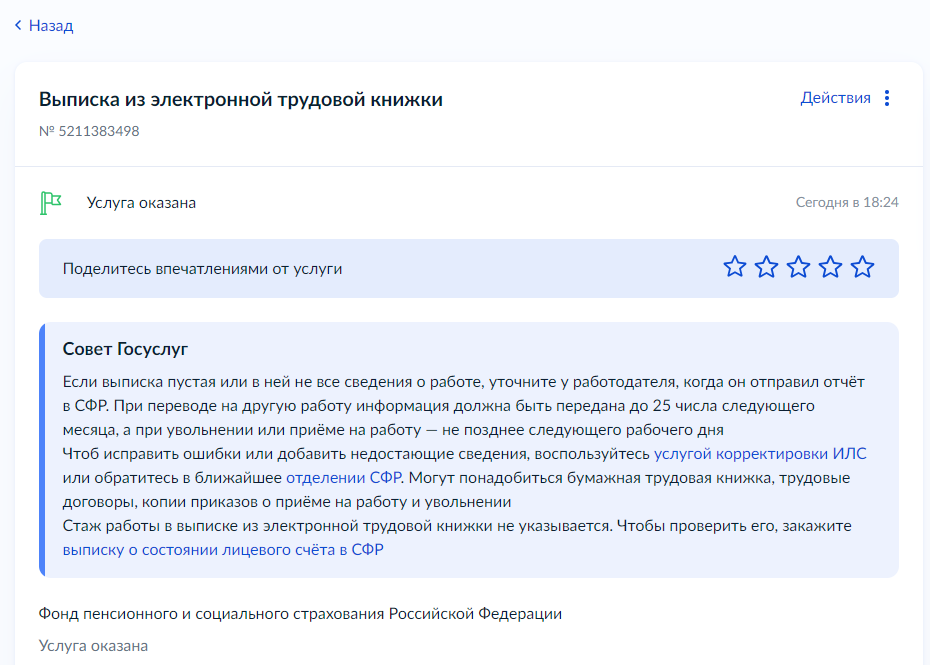 Назад
Выписка из электронной трудовой книжки
Действия
№ 5211383498
Услуга оказана
Сегодня в 18:24
Поделитесь впечатлениями от услуги
Совет Госуслуг
Если выписка пустая или в ней не все сведения о работе, уточните у работодателя, когда он отправил отчёт
в СФР. При переводе на другую работу информация должна быть передана до 25 числа следующего
месяца, а при увольнении или приёме на работу — не позднее следующего рабочего дня
Чтоб исправить ошибки или добавить недостающие сведения, воспользуйтесь услугой корректировки ИЛС
или обратитесь в ближайшее отделении СФР. Могут понадобиться бумажная трудовая книжка, трудовые
договоры, копии приказов о приёме на работу и увольнении
Стаж работы в выписке из электронной трудовой книжки не указывается. Чтобы проверить его, закажите
выписку о состоянии лицевого счёта в СФР
Фонд пенсионного и социального страхования Российской Федерации
Услуга оказана